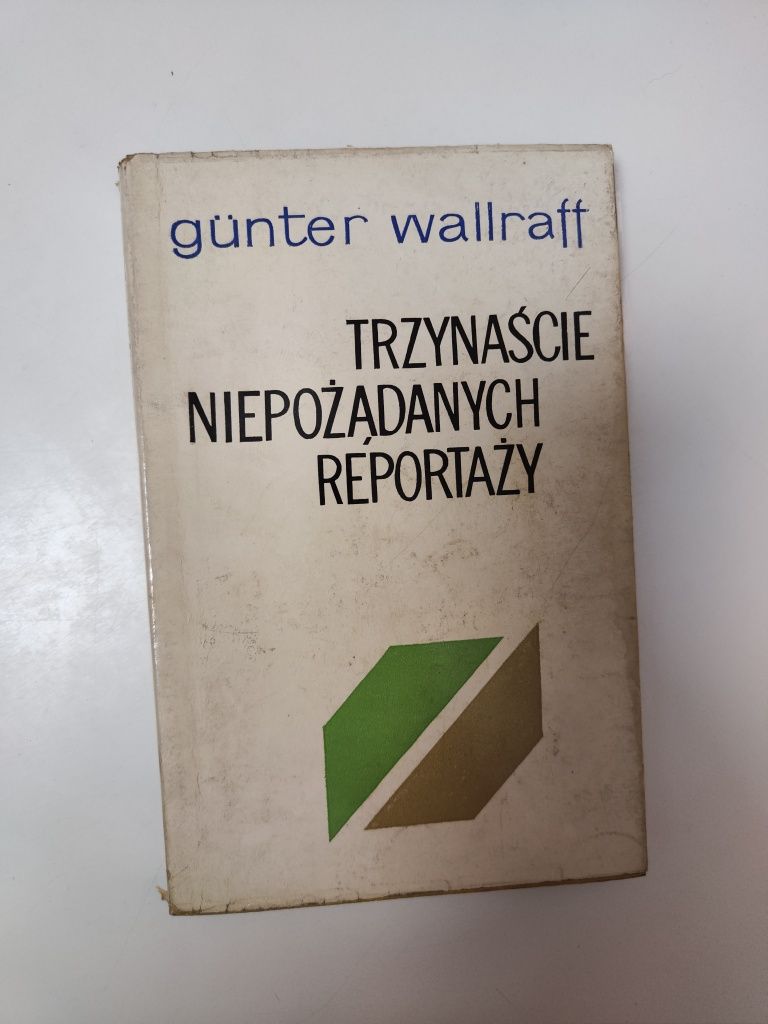 günter wallraff
TRZYNAŚCIE
NIEPOŻĄDANYCH
REPORTAŻY